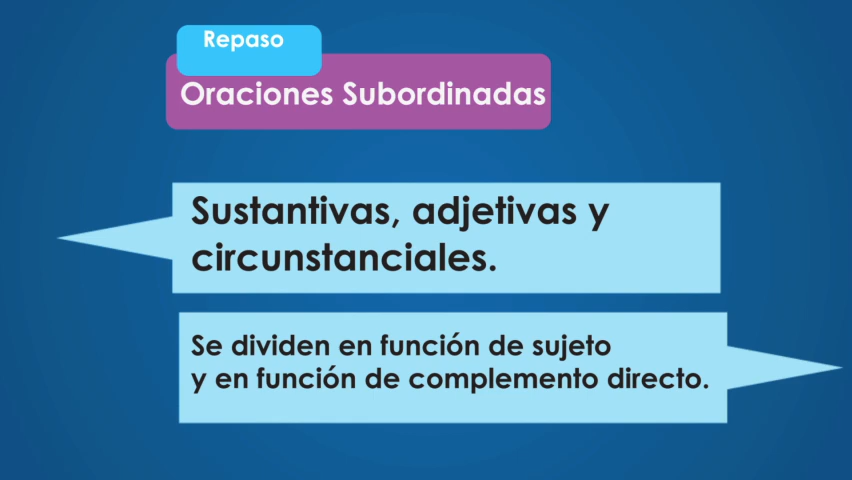 Repaso
Oraciones Subordinadas
Sustantivas, adjetivas y
circunstanciales.
Se dividen en función de sujeto
y en función de complemento directo.